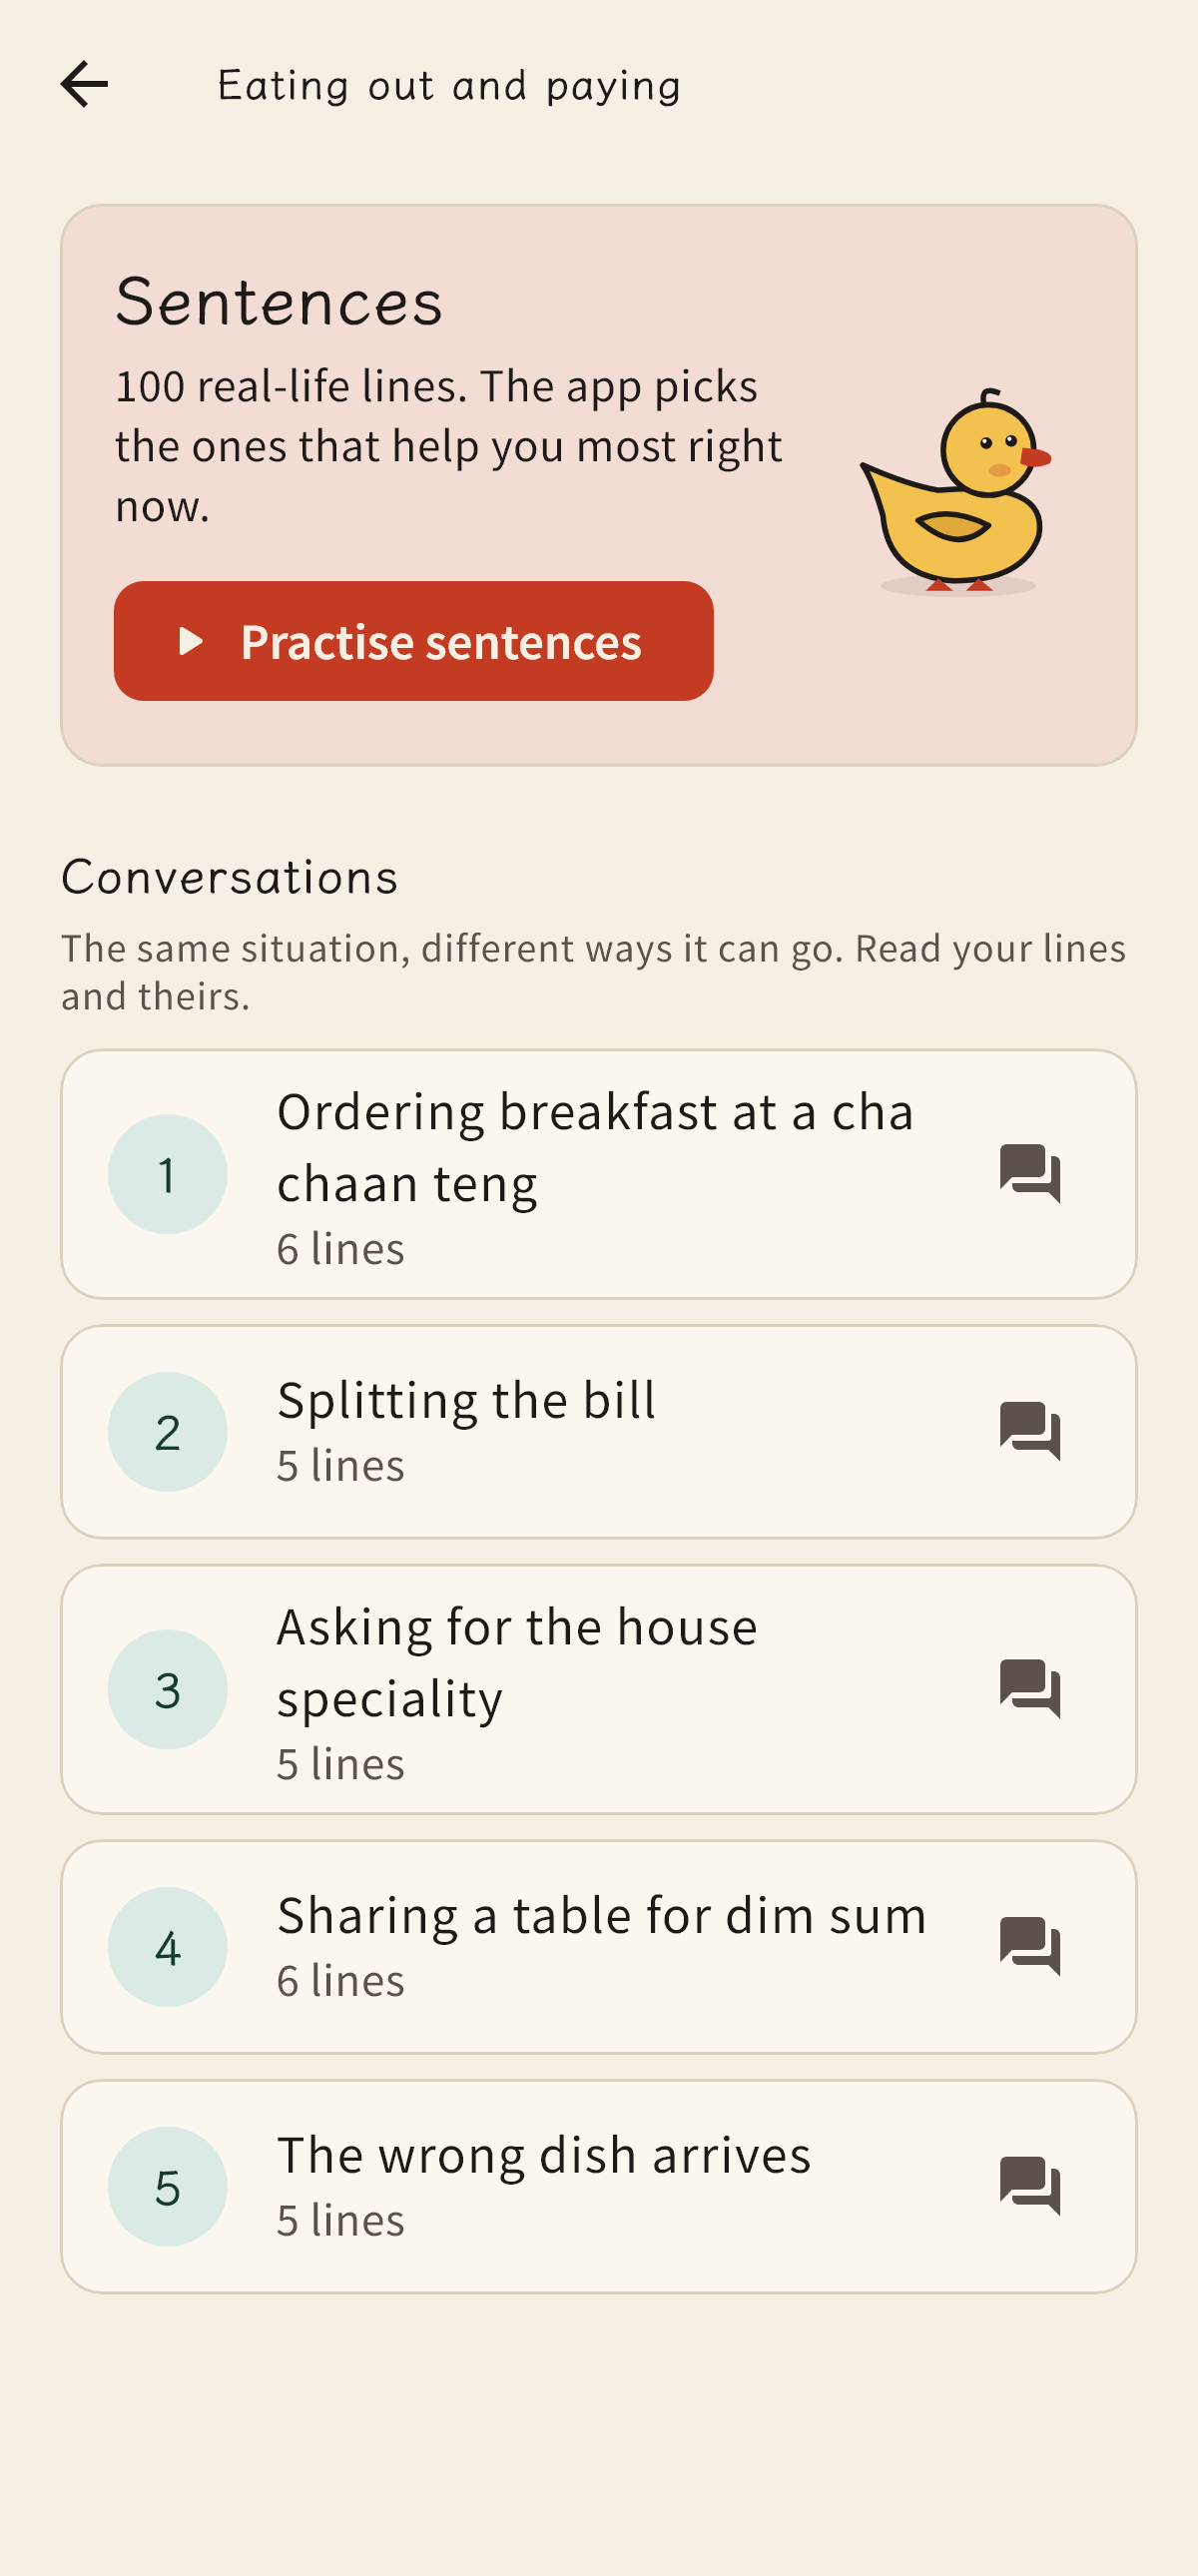 Eating out and paying
Sentences
100 real-life lines. The app picks
the ones that help you most right
now.
Practise sentences
Conversations
The same situation, different ways it can go. Read your lines
and theirs.
1
Ordering breakfast at a cha
chaan teng
6 lines
2
Splitting the bill
5 lines
3
Asking for the house
speciality
5 lines
4
Sharing a table for dim sum
6 lines
5
The wrong dish arrives
5 lines